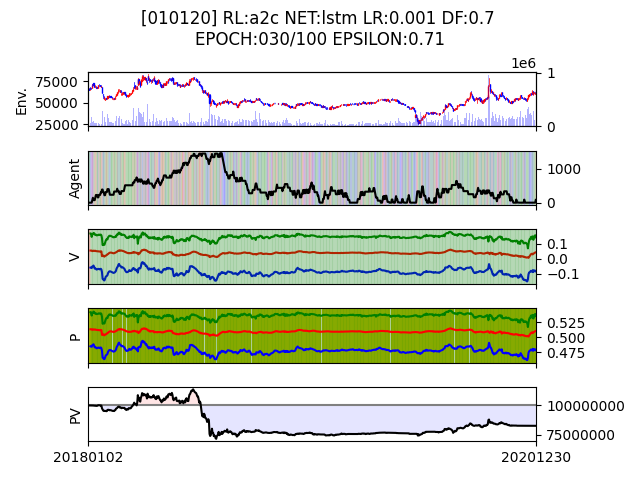 [010120] RL:a2c NET:lstm LR:0.001 DF:0.7
EPOCH:030/100 EPSILON:0.71
1e6
Env.
75000
50000
25000
1
0
Agent
1000
0
V
0.1
0.0
−0.1
P
0.525
0.500
0.475
PV
100000000
75000000
20180102
20201230